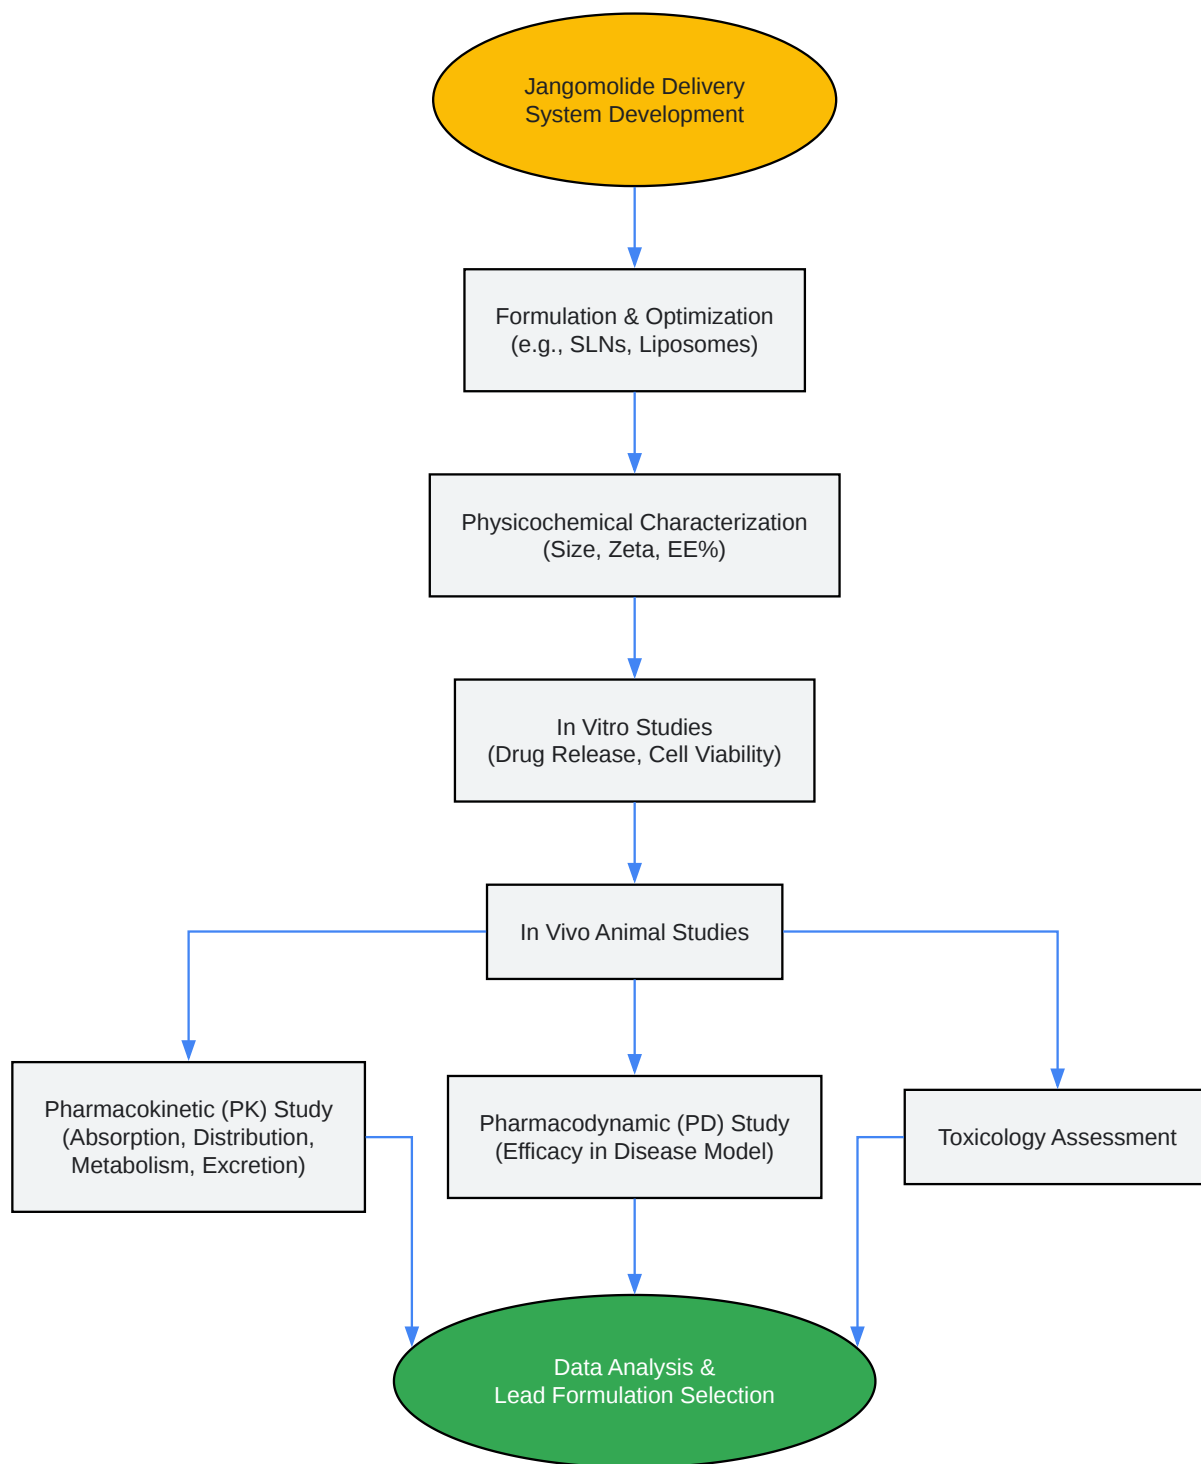 Jangomolide Delivery
System Development
Formulation & Optimization
(e.g., SLNs, Liposomes)
Physicochemical Characterization
(Size, Zeta, EE%)
In Vitro Studies
(Drug Release, Cell Viability)
In Vivo Animal Studies
Pharmacokinetic (PK) Study
(Absorption, Distribution,
Metabolism, Excretion)
Pharmacodynamic (PD) Study
(Efficacy in Disease Model)
Toxicology Assessment
Data Analysis &
Lead Formulation Selection